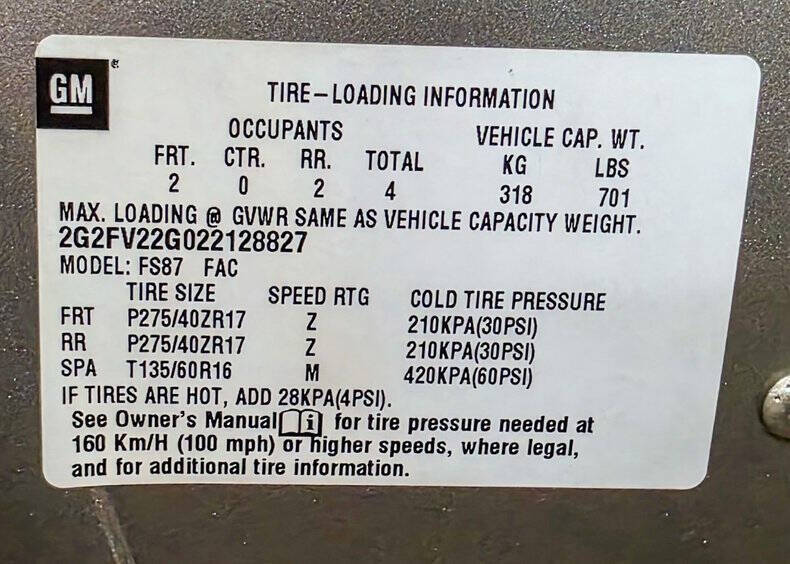 GM
TIRE-LOADING INFORMATION
OCCUPANTS VEHICLE CAP. WT.
FRT. CTR. RR. TOTAL KG LBS
2 0 2 4 318 701
MAX. LOADING @ GVWR SAME AS VEHICLE CAPACITY WEIGHT.
2G2FV22G022128827
MODEL: FS87 FAC
TIRE SIZE SPEED RTG COLD TIRE PRESSURE
FRT P275/40ZR17 Z 210KPA(30PSI)
RR P275/40ZR17 Z 210KPA(30PSI)
SPA T135/60R16 M 420KPA(60PSI)
IF TIRES ARE HOT, ADD 28KPA(4PSI).
See Owner's Manual i for tire pressure needed at
160 Km/H (100 mph) or higher speeds, where legal,
and for additional tire information.